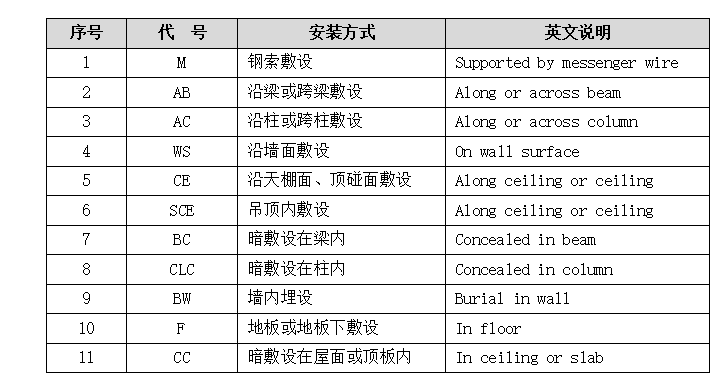 序号 代 号 安装方式 英文说明
1 M 钢索敷设 Supported by messenger wire
2 AB 沿梁或跨梁敷设 Along or across beam
3 AC 沿柱或跨柱敷设 Along or across column
4 WS 沿墙面敷设 On wall surface
5 CE 沿天棚面、顶碰面敷设 Along ceiling or ceiling
6 SCE 吊顶内敷设 Along ceiling or ceiling
7 BC 暗敷设在梁内 Concealed in beam
8 CLC 暗敷设在柱内 Concealed in column
9 BW 墙内埋设 Burial in wall
10 F 地板或地板下敷设 In floor
11 CC 暗敷设在屋面或顶板内 In ceiling or slab